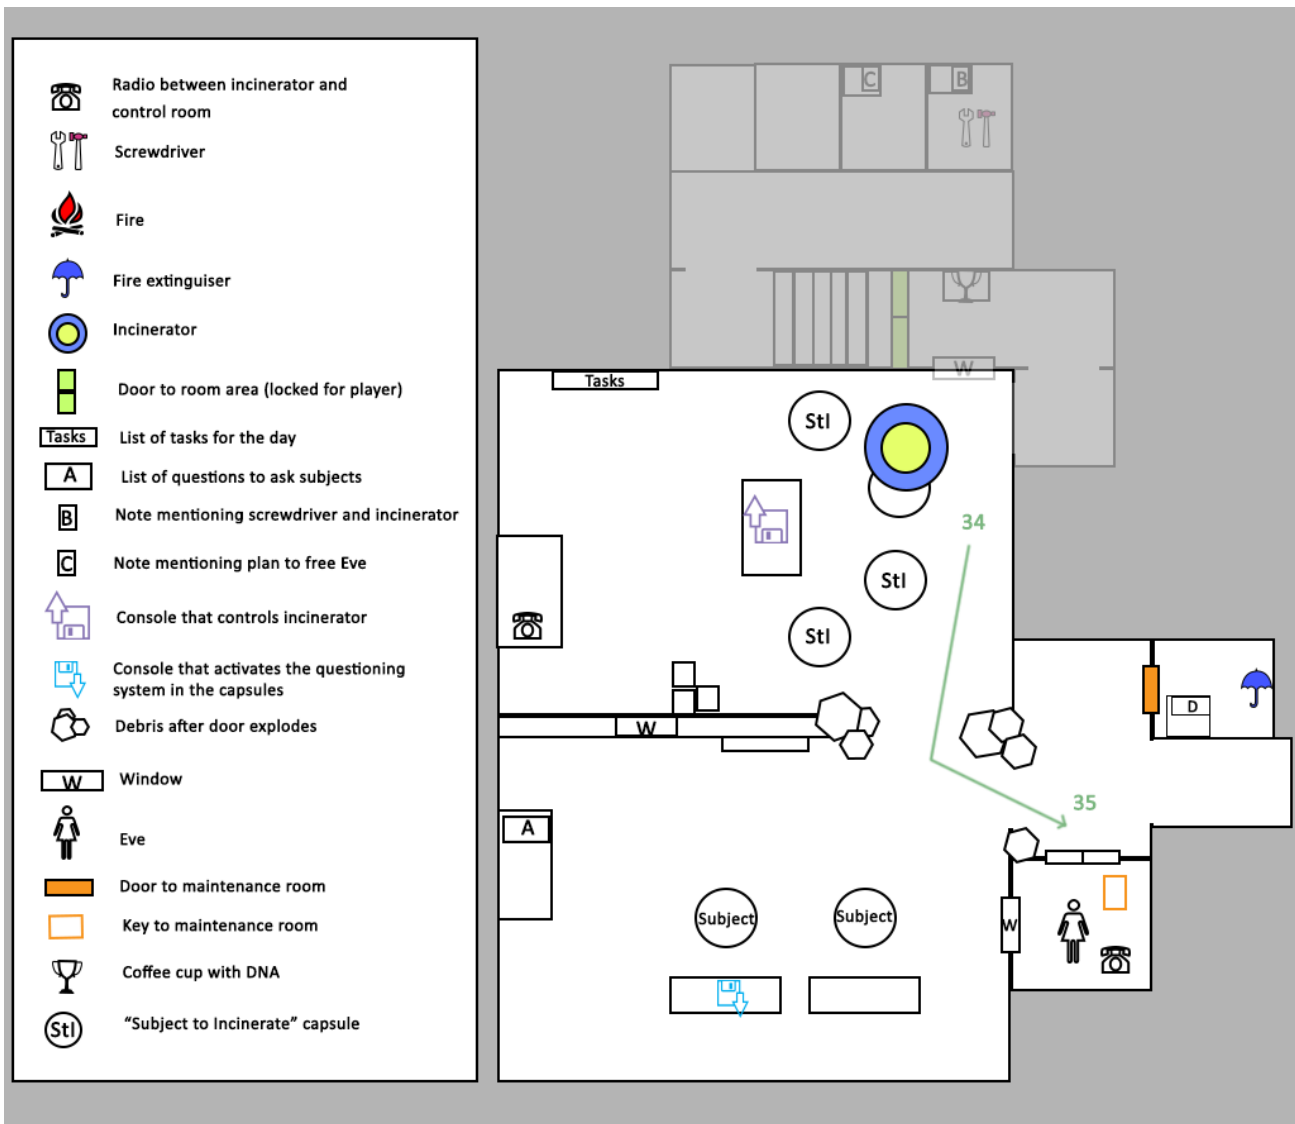 Radio between incinerator and
control room
Screwdriver
Fire
Fire extinguiser
Incinerator
Door to room area (locked for player)
Tasks
List of tasks for the day
A
List of questions to ask subjects
B
Note mentioning screwdriver and incinerator
C
Note mentioning plan to free Eve
Console that controls incinerator
Console that activates the questioning
system in the capsules
Debris after door explodes
W
Window
Eve
Door to maintenance room
Key to maintenance room
Coffee cup with DNA
StI
“Subject to Incinerate” capsule
C
B
W
Tasks
StI
34
StI
StI
D
W
35
A
Subject
Subject
W